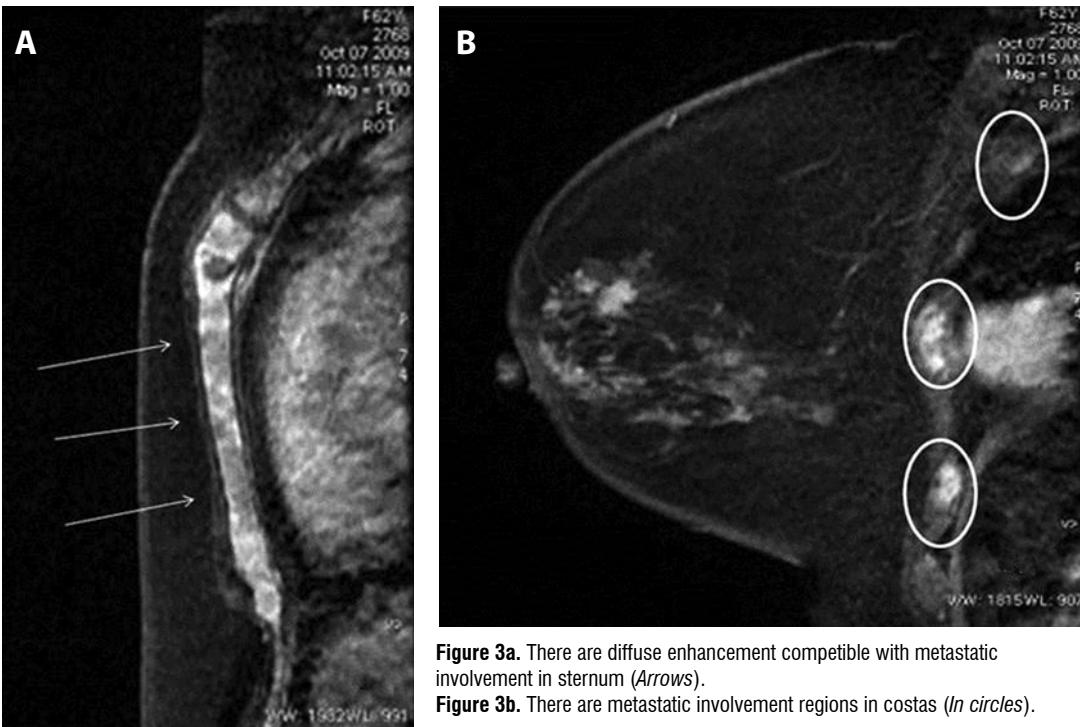 A
F62Y
2768
Oct 07 2009
11:02:15 AM
Mag = 1.00
FL
ROT:
WW: 1932WL: 991
B
F62Y
2768
Oct 07 2009
11:02:15 AM
Mag = 1.00
FL:
ROT:
WW: 1815WL: 907
Figure 3a. There are diffuse enhancement competible with metastatic
involvement in sternum (Arrows).
Figure 3b. There are metastatic involvement regions in costas (In circles).